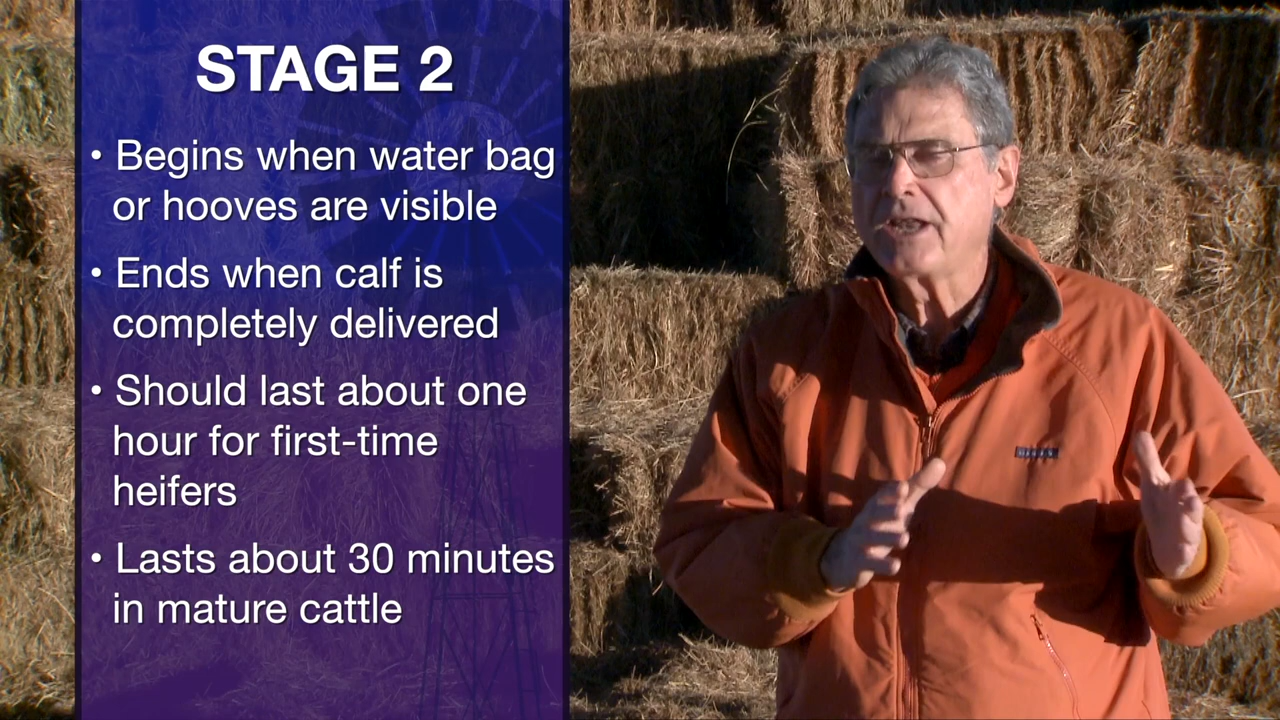 STAGE 2
• Begins when water bag
or hooves are visible
• Ends when calf is
completely delivered
• Should last about one
hour for first-time
heifers
• Lasts about 30 minutes
in mature cattle